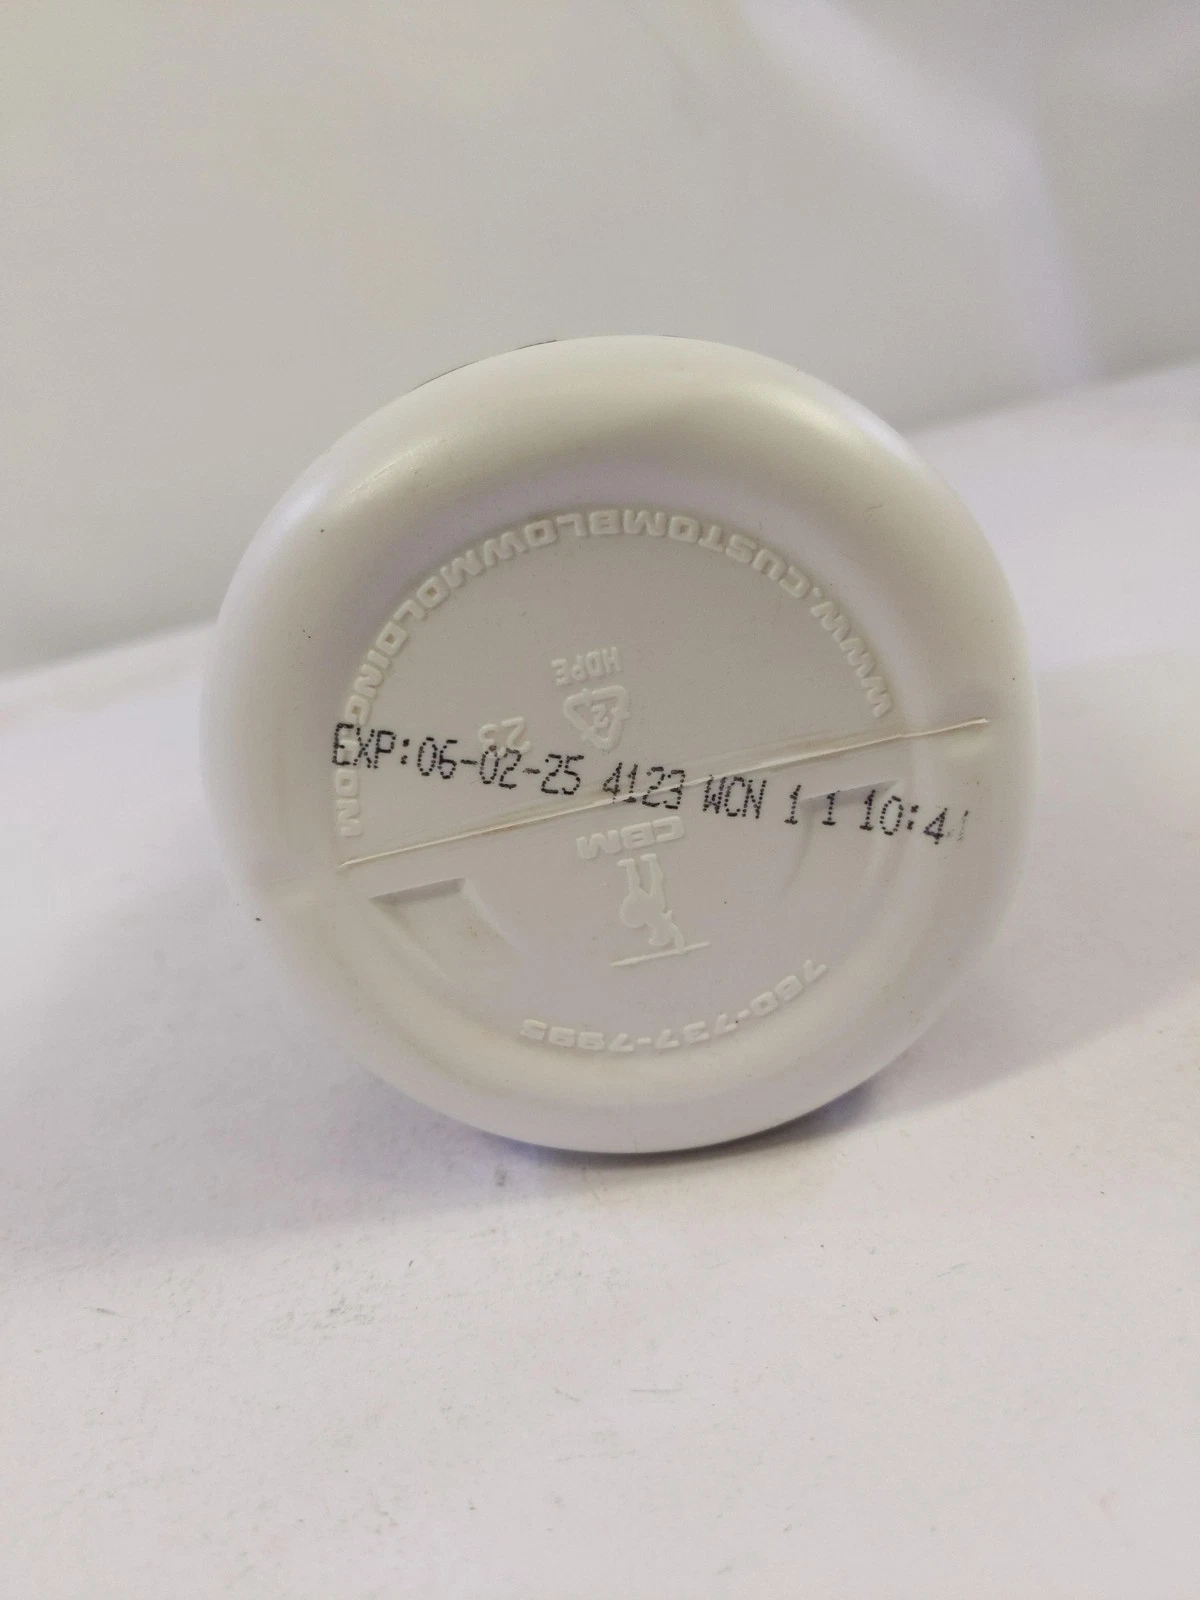 WWW.CUSTOMBLOWMOLDING.COM
HDPE
2
23
EXP:06-02-25 4123 WCN 1 1 10:4
CBM
760-737-7995